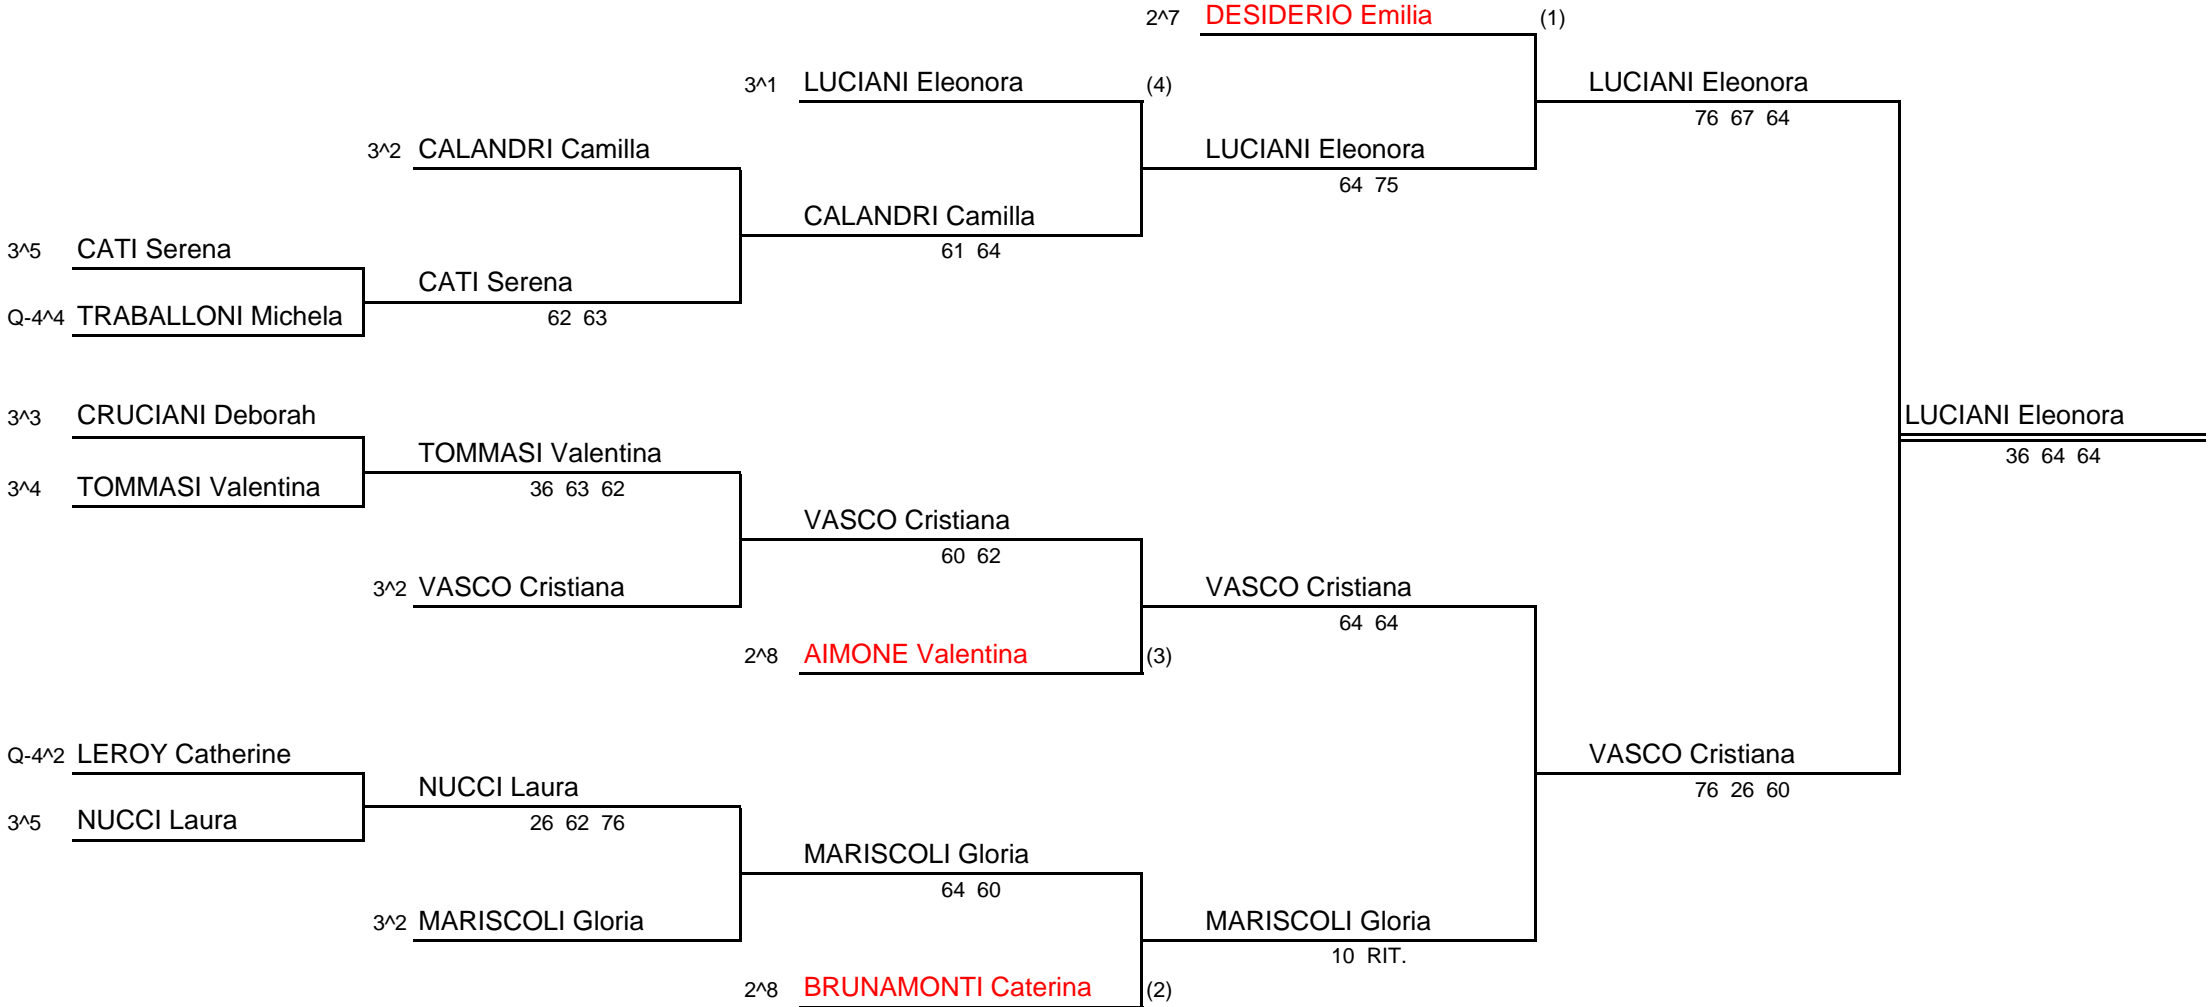 2^7 DESIDERIO Emilia (1)
3^1 LUCIANI Eleonora (4) LUCIANI Eleonora
76 67 64
3^2 CALANDRI Camilla LUCIANI Eleonora
64 75
CALANDRI Camilla
3^5 CATI Serena 61 64
CATI Serena
Q-4^4 TRABALLONI Michela 62 63
3^3 CRUCIANI Deborah LUCIANI Eleonora
TOMMASI Valentina 36 64 64
3^4 TOMMASI Valentina 36 63 62
VASCO Cristiana
60 62
3^2 VASCO Cristiana VASCO Cristiana
64 64
2^8 AIMONE Valentina (3)
Q-4^2 LEROY Catherine VASCO Cristiana
NUCCI Laura 76 26 60
3^5 NUCCI Laura 26 62 76
MARISCOLI Gloria
64 60
3^2 MARISCOLI Gloria MARISCOLI Gloria
10 RIT.
2^8 BRUNAMONTI Caterina (2)